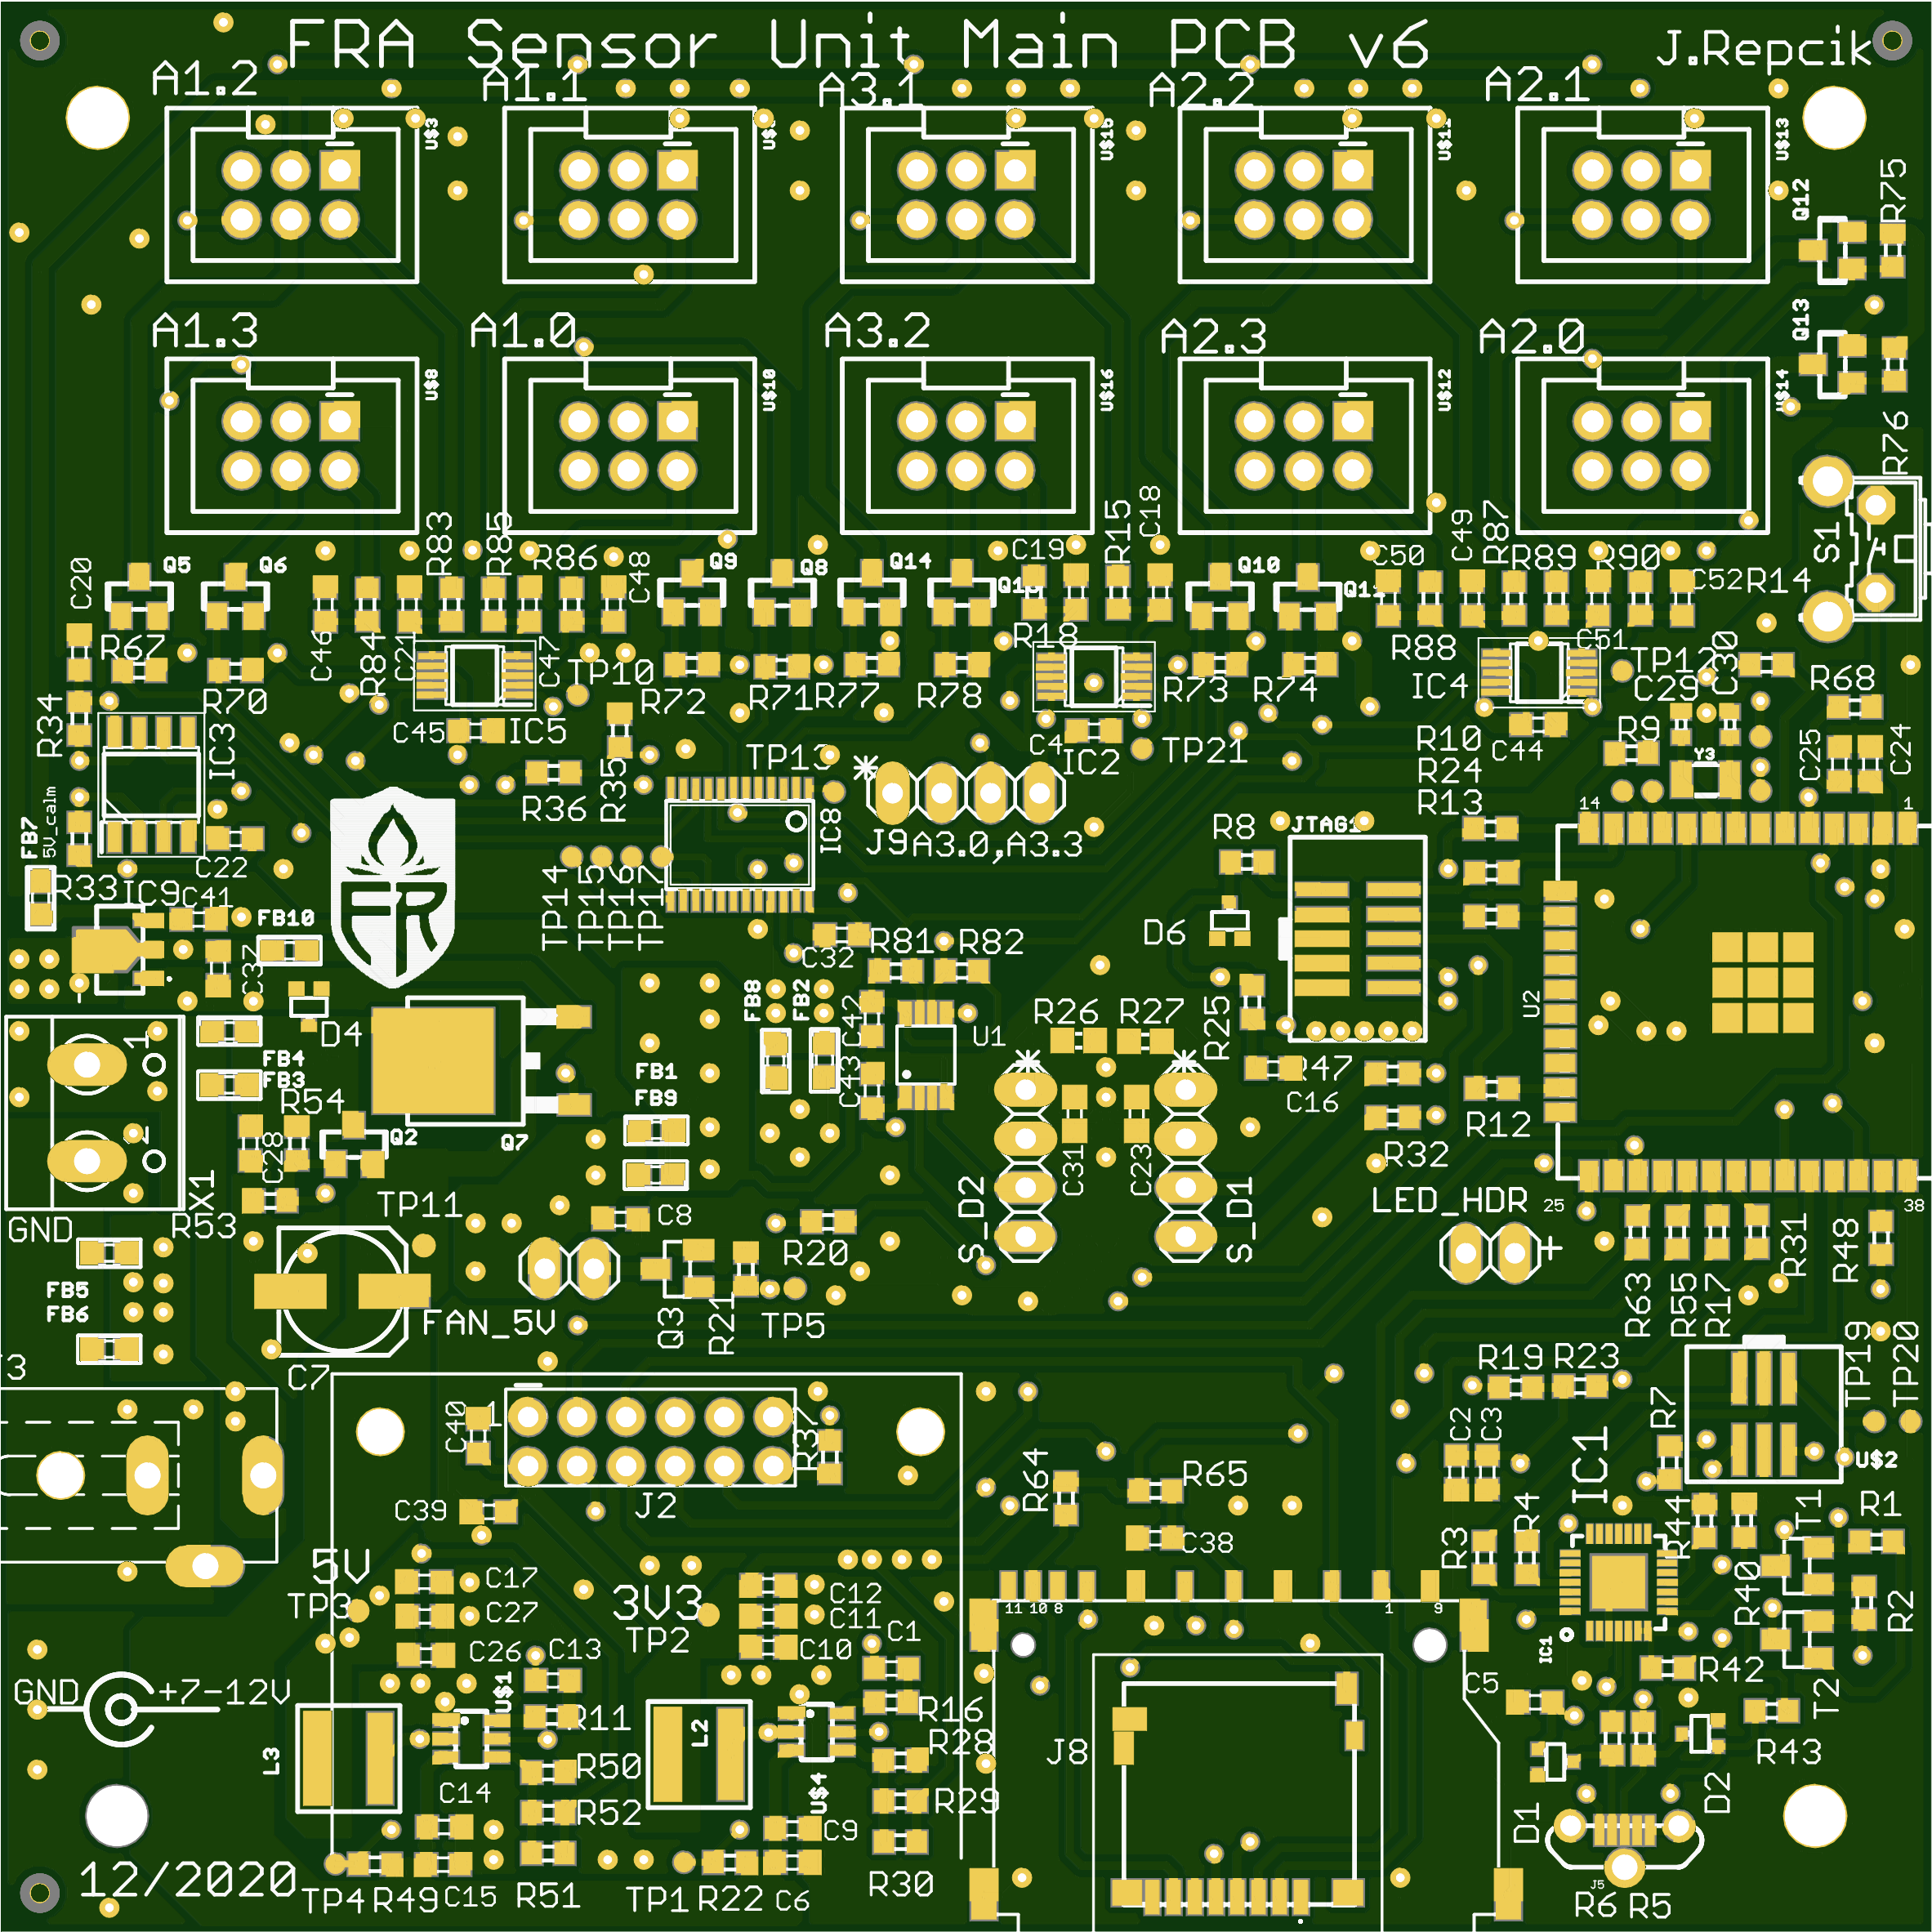 FRA Sensor Unit Main PCB v6
J.Repcik
A1.2
A1.1
A3.1
A2.2
A2.1
U$3
U$15
U$11
U$13
Q12
R75
A1.3
A1.0
A3.2
A2.3
A2.0
U$8
U$10
U$16
U$12
U$14
Q13
R76
S1
C20
Q5
Q6
R83
R85
R86
C48
Q9
Q8
Q14
C19
R15
C18
Q10
C50
C49
R87
R89
R90
C52
R14
R67
R70
C46
R84
C21
C47
TP10
R72
R71
R77
R78
R18
R73
R74
R88
IC4
C51
TP12
C29
C30
R68
R34
IC3
C45
IC5
R35
R36
TP13
IC8
C4
IC2
TP21
C44
R10
R24
R13
R9
Y3
C25
C24
FB7
5V_calm
R33
C22
J9
A3.0,A3.3
R8
JTAG1
14
1
IC9
C41
FB10
C37
TP14
TP15
TP16
TP17
C32
R81
R82
D6
U2
D4
FB8
FB2
C42
C43
U1
R26
R27
R25
R47
C16
R12
R32
1
FB4
FB3
R54
C28
Q2
Q7
FB1
FB9
C31
C23
S_D2
S_D1
LED_HDR
+
25
38
GND
X1
R53
TP11
C8
R20
R63
R55
R17
R31
R48
FB5
FB6
C7
FAN_5V
Q3
R21
TP5
R19
R23
R7
TP19
TP20
U$2
C40
1
R37
J2
C39
R64
R65
C38
C2
C3
IC1
R3
R4
R44
T1
R1
R40
R2
5V
TP3
C17
C27
C26
3V3
TP2
C12
C11
C10
C1
11
10
8
1
9
IC1
R42
T2
R43
GND
+7-12V
C13
U$1
R11
L3
C14
R50
R52
L2
U$4
R16
R28
R29
C9
J8
C5
D1
D2
12/2020
TP4
R49
C15
R51
TP1
R22
C6
R30
J5
R6
R5